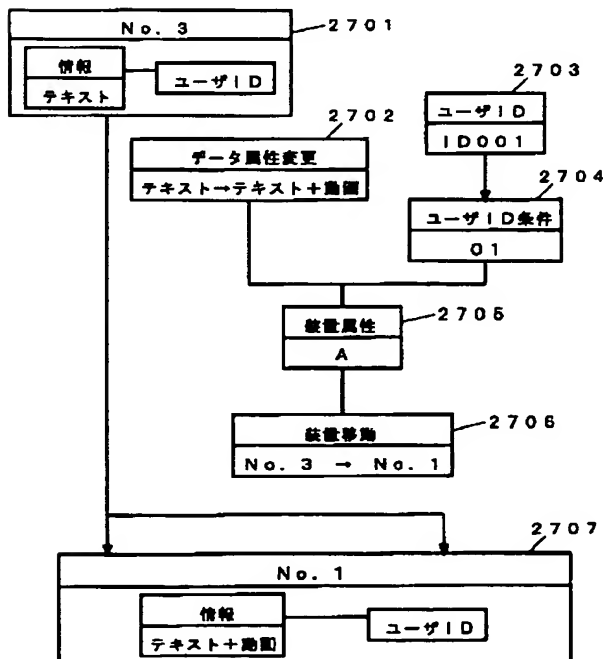 No. 3
2701
情報
ユーザID
テキスト
2703
ユーザID
ID001
2702
データ属性変更
テキスト→テキスト+動画
2704
ユーザID条件
01
2705
装置属性
A
2706
装置移動
No. 3 → No. 1
2707
No. 1
情報
ユーザID
テキスト+動画